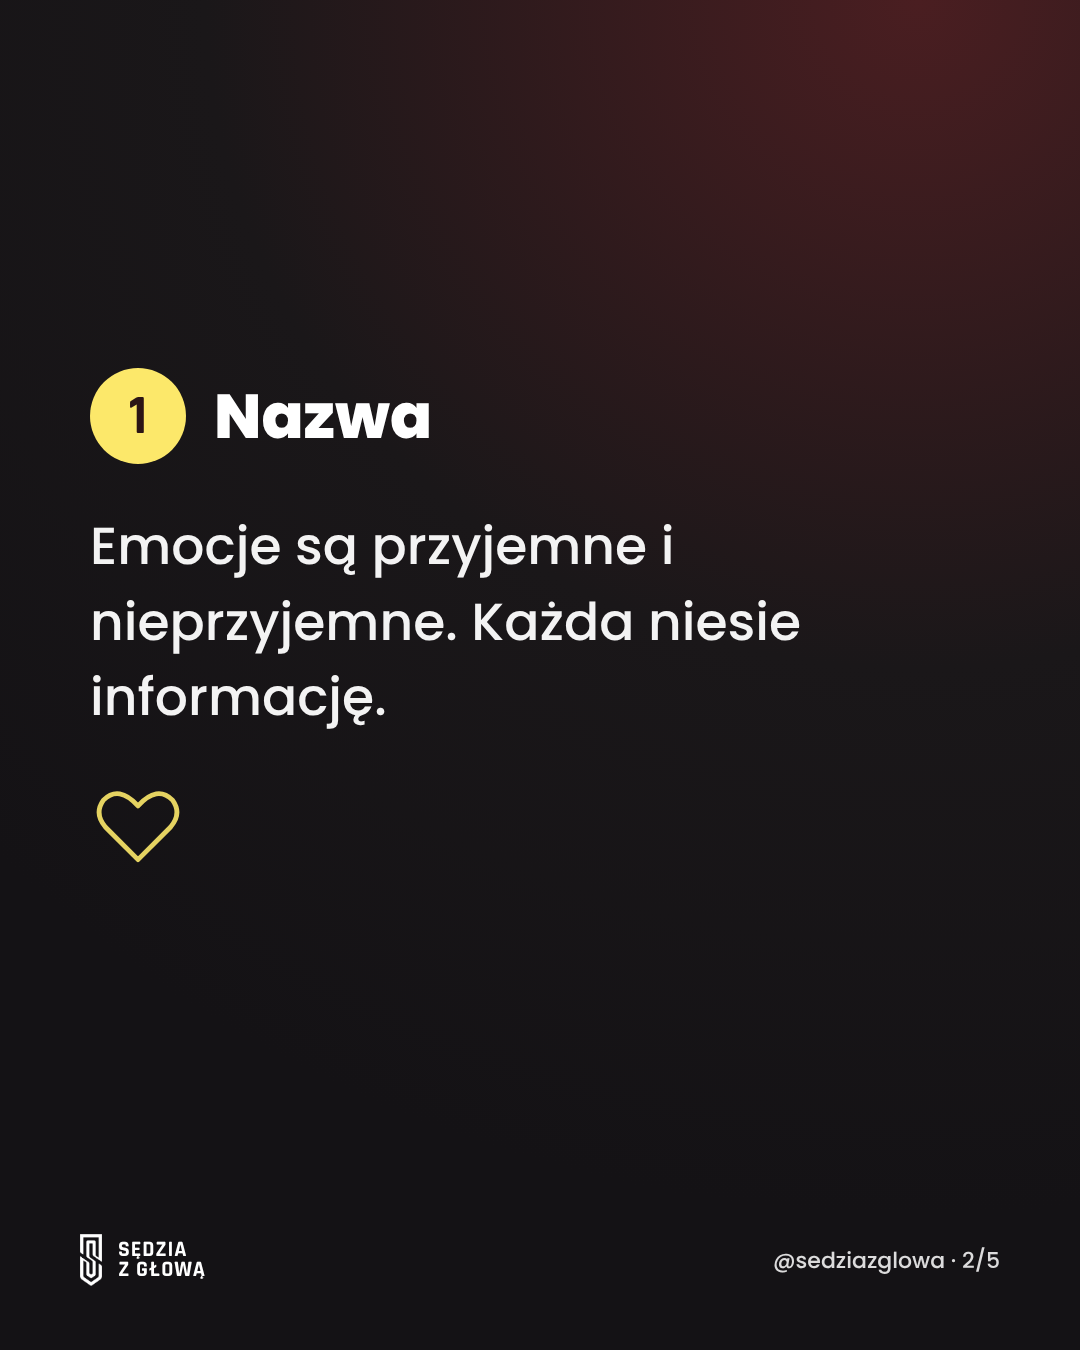 1 Nazwa
Emocje są przyjemne i
nieprzyjemne. Każda niesie
informację.
SĘDZIA
Z GŁOWĄ
@sedziazglowa · 2/5